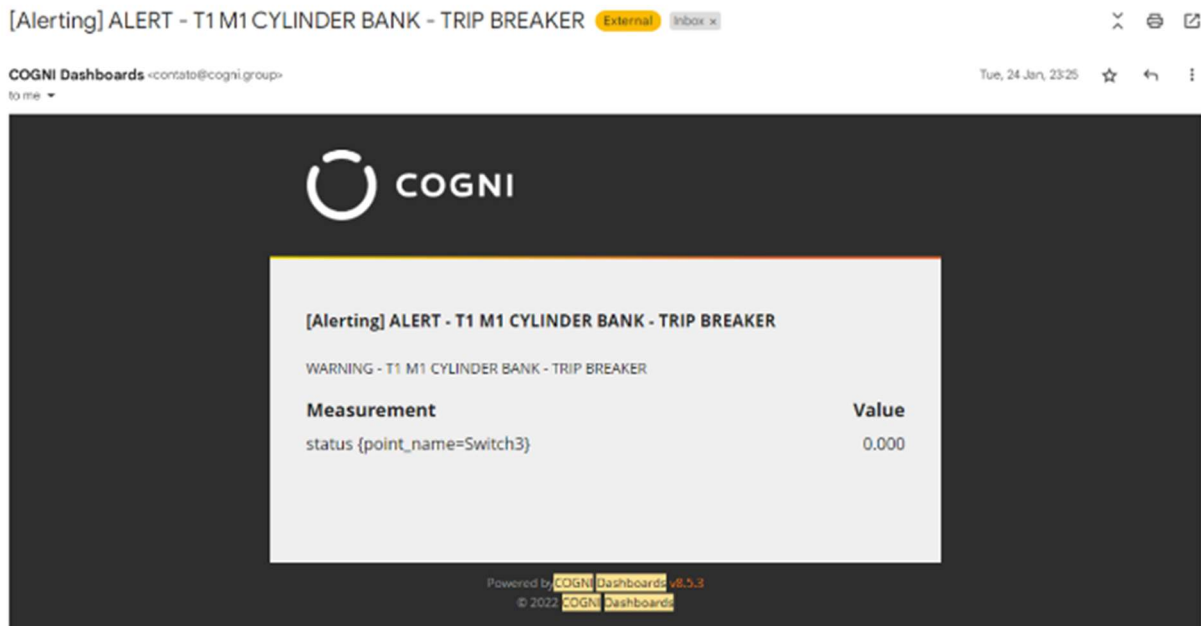 [Alerting] ALERT - T1 M1 CYLINDER BANK - TRIP BREAKER External Inbox x
COGNI Dashboards <contato@cogni.group> Tue, 24 Jan, 23:25
to me
COGNI
[Alerting] ALERT - T1 M1 CYLINDER BANK - TRIP BREAKER
WARNING - T1 M1 CYLINDER BANK - TRIP BREAKER
Measurement Value
status {point_name=Switch3} 0.000
Powered by COGNI Dashboards v8.5.3
© 2022 COGNI Dashboards